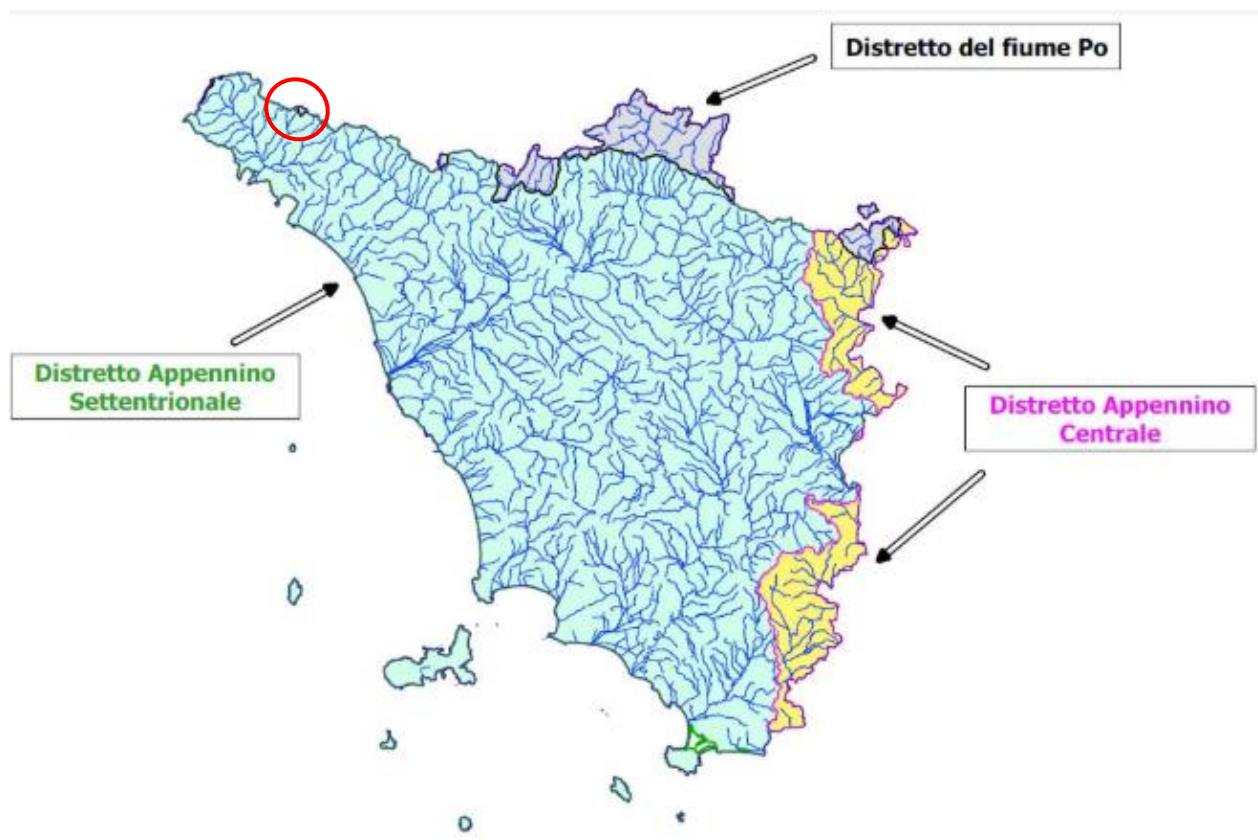 Distretto del fiume Po
Distretto Appennino
Settentrionale
Distretto Appennino
Centrale